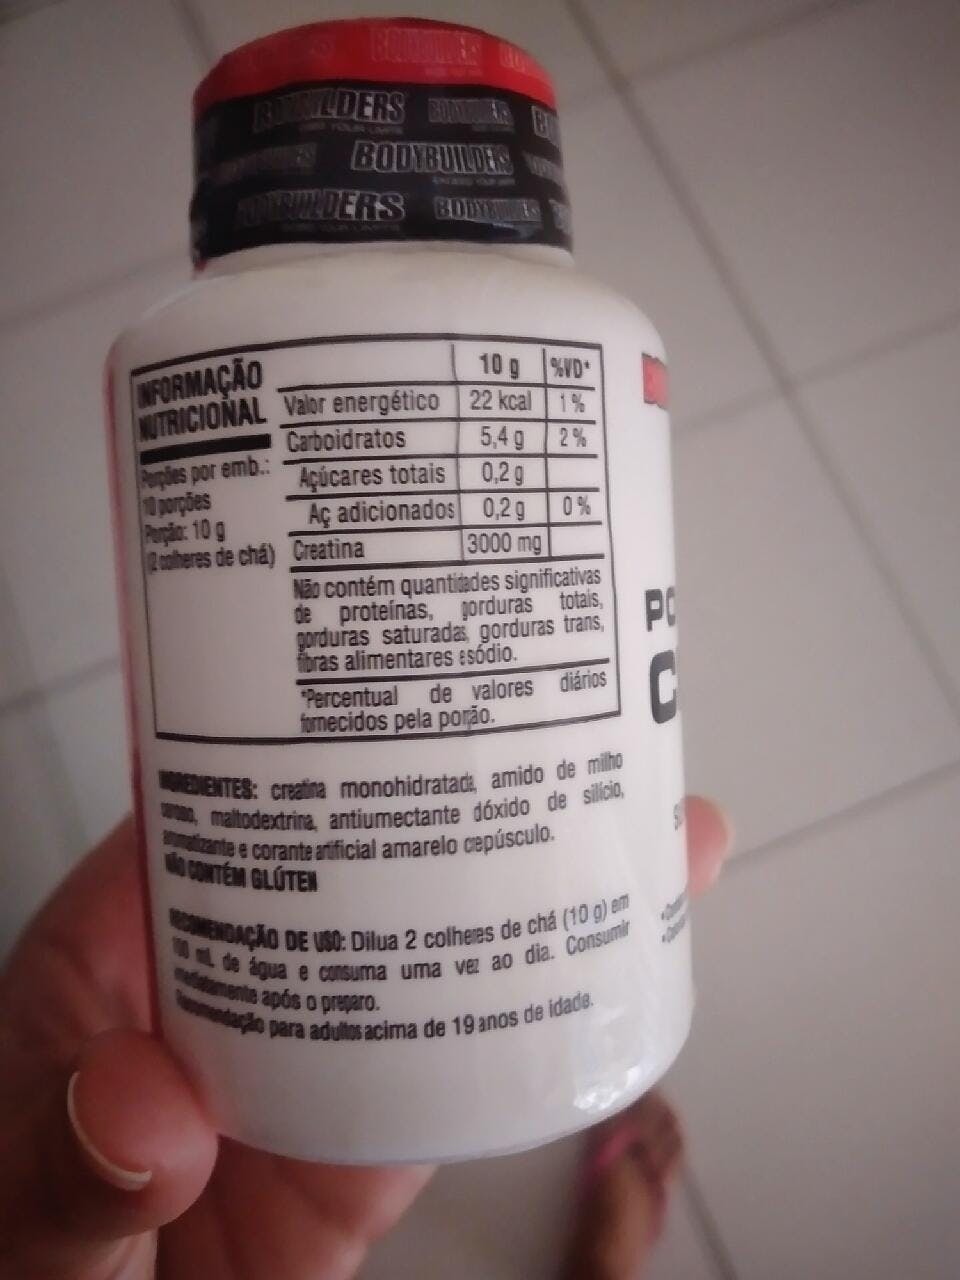 BODYBUILDERS
BODYBUILDERS
BODYBUILDERS
BODYBUILDERS
BODYBUILDERS
INFORMAÇÃO
NUTRICIONAL
Porções por emb.:
10 porções
Porção: 10 g
(2 colheres de chá)
10 g %VD*
Valor energético 22 kcal 1 %
Carboidratos 5,4 g 2 %
Açúcares totais 0,2 g
Aç adicionados 0,2 g 0 %
Creatina 3000 mg
Não contém quantidades significativas
de proteínas, gorduras totais,
gorduras saturadas, gorduras trans,
fibras alimentares e sódio.
*Percentual de valores diários
fornecidos pela porção.
INGREDIENTES: creatina monohidratada, amido de milho
ceroso, maltodextrina, antiumectante dóxido de silício,
aromatizante e corante artificial amarelo crepúsculo.
NÃO CONTÉM GLÚTEN
RECOMENDAÇÃO DE USO: Dilua 2 colheres de chá (10 g) em
100 mL de água e consuma uma vez ao dia. Consumir
imediatamente após o preparo.
Recomendação para adultos acima de 19 anos de idade.
PO
C